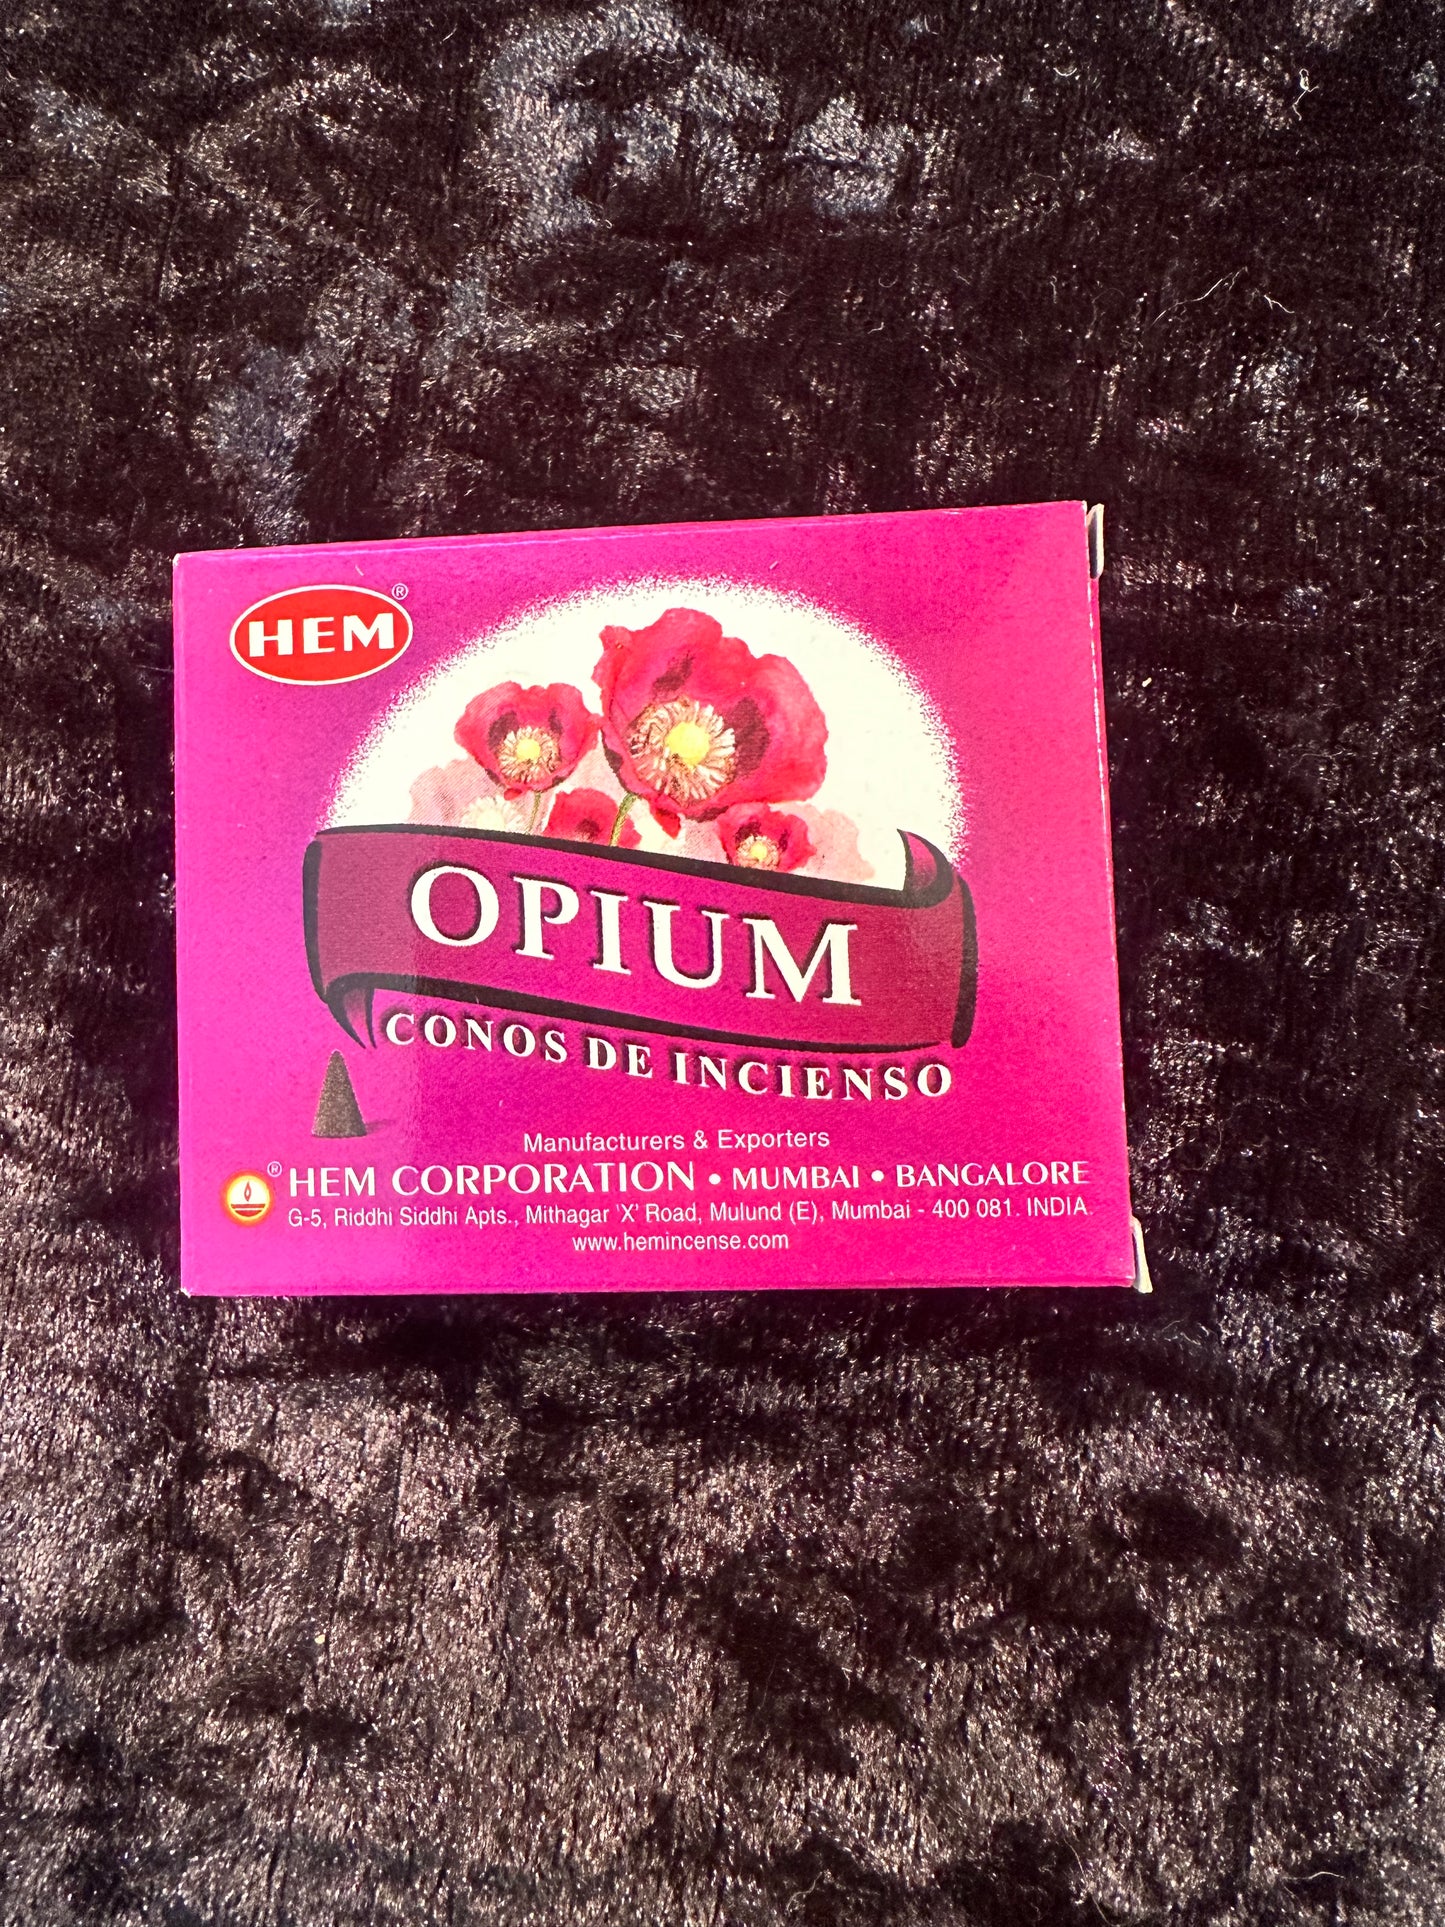 HEM®
OPIUM
CONOS DE INCIENSO
Manufacturers & Exporters
® HEM CORPORATION • MUMBAI • BANGALORE
G-5, Riddhi Siddhi Apts., Mithagar 'X' Road, Mulund (E), Mumbai - 400 081. INDIA.
www.hemincense.com